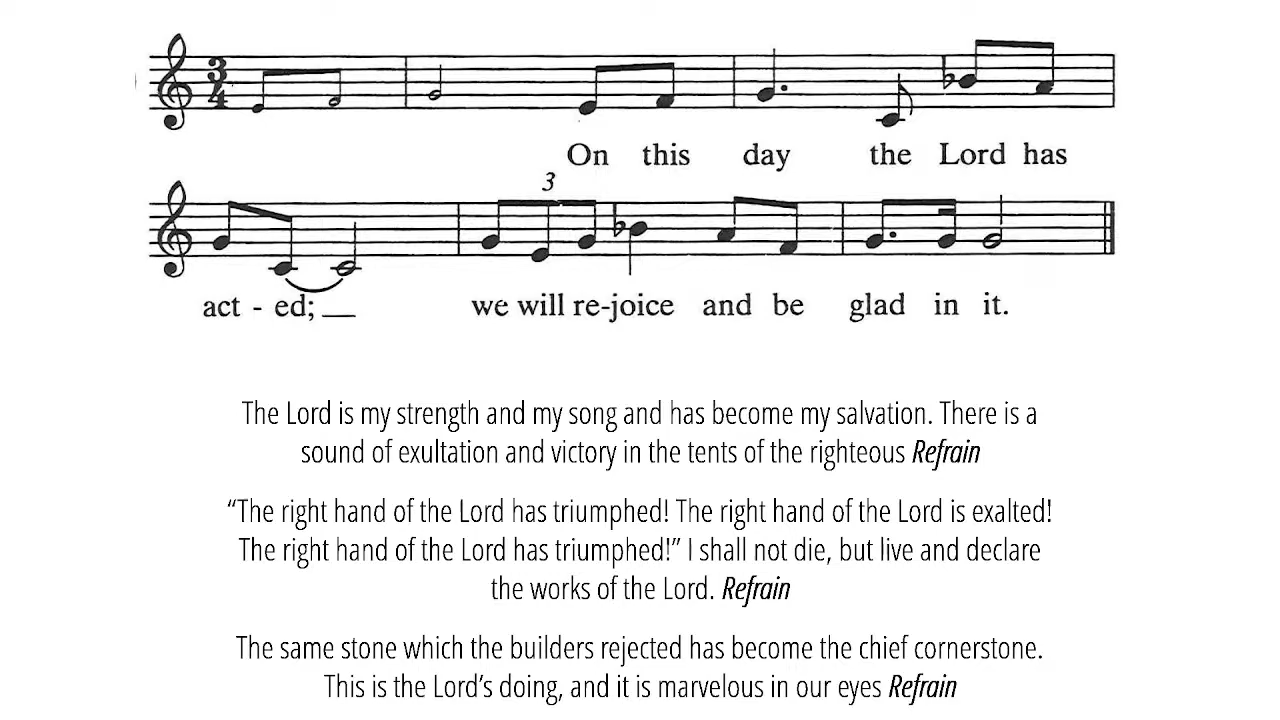 3
4
On this day the Lord has
3
act - ed; __ we will re-joice and be glad in it.
The Lord is my strength and my song and has become my salvation. There is a
sound of exultation and victory in the tents of the righteous Refrain
“The right hand of the Lord has triumphed! The right hand of the Lord is exalted!
The right hand of the Lord has triumphed!” I shall not die, but live and declare
the works of the Lord. Refrain
The same stone which the builders rejected has become the chief cornerstone.
This is the Lord’s doing, and it is marvelous in our eyes Refrain